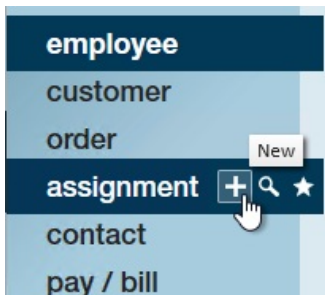 employee
customer
order
New
assignment
contact
pay / bill